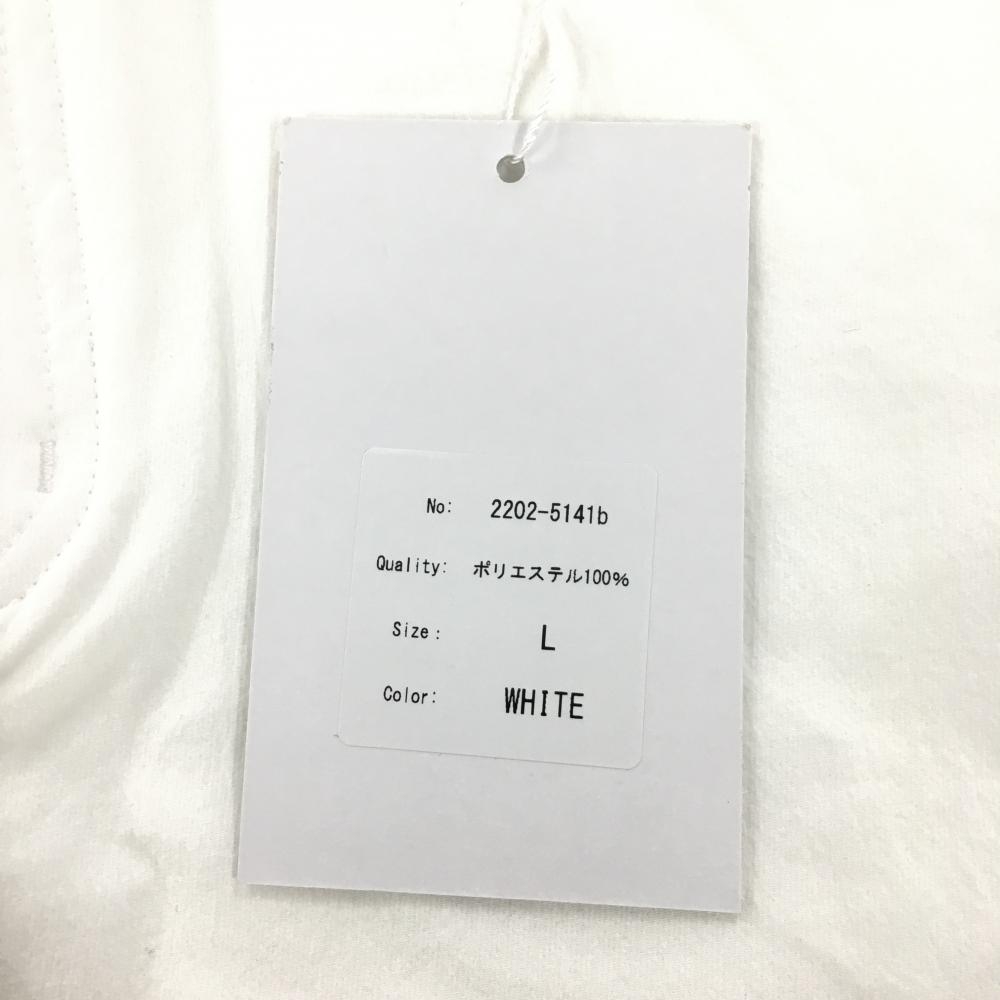 No: 2202-5141b
Quality: ポリエステル100%
Size: L
Color: WHITE